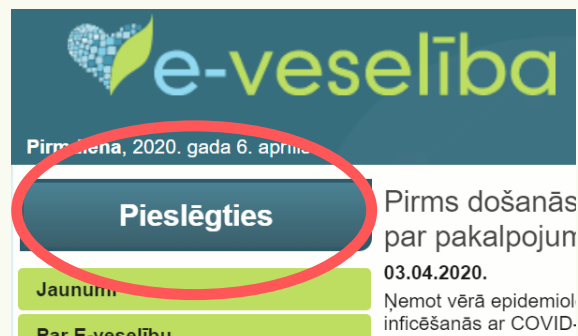 e-veselība
Pirmdiena, 2020. gada 6. aprīlis
Pieslēgties
Jaunumi
Par E-veselību
Pirms došanās
par pakalpojum
03.04.2020.
Ņemot vērā epidemiol
inficēšanās ar COVID